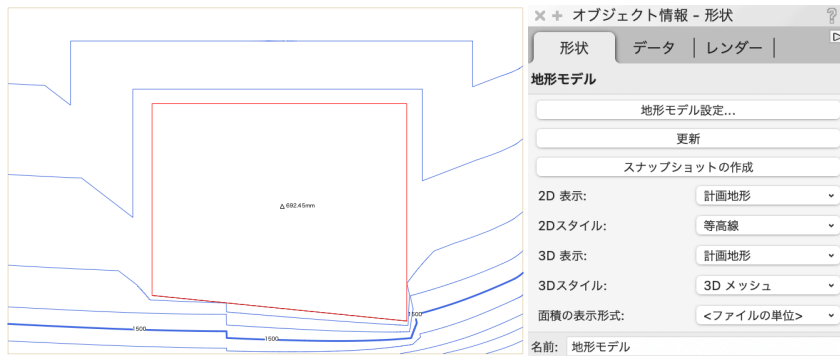 △ 692.45mm
1500
1500
1500
オブジェクト情報 - 形状
形状
データ
レンダー
地形モデル
地形モデル設定...
更新
スナップショットの作成
2D 表示: 計画地形
2Dスタイル: 等高線
3D 表示: 計画地形
3Dスタイル: 3D メッシュ
面積の表示形式: <ファイルの単位>
名前: 地形モデル